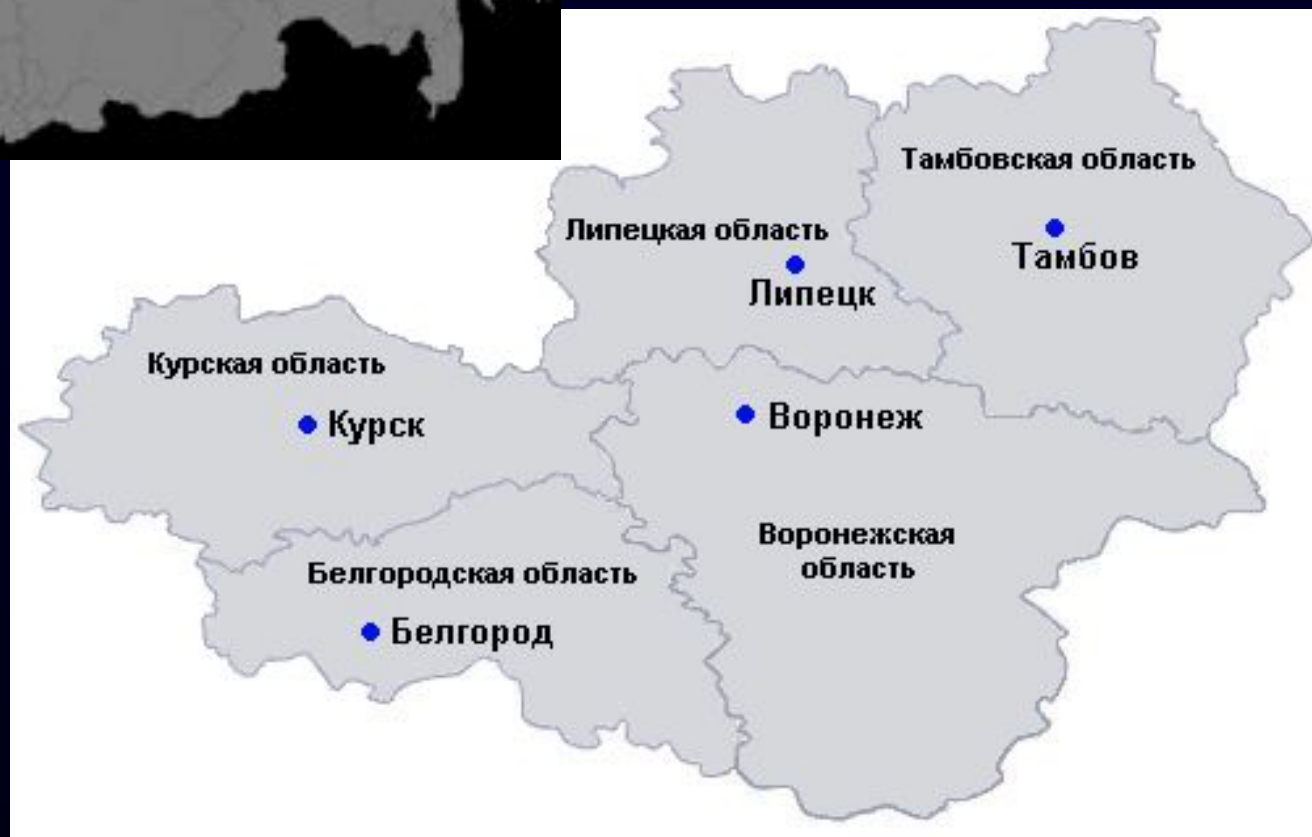 Тамбовская область
Тамбов
Липецкая область
Липецк
Курская область
Курск
Воронеж
Воронежская
область
Белгородская область
Белгород